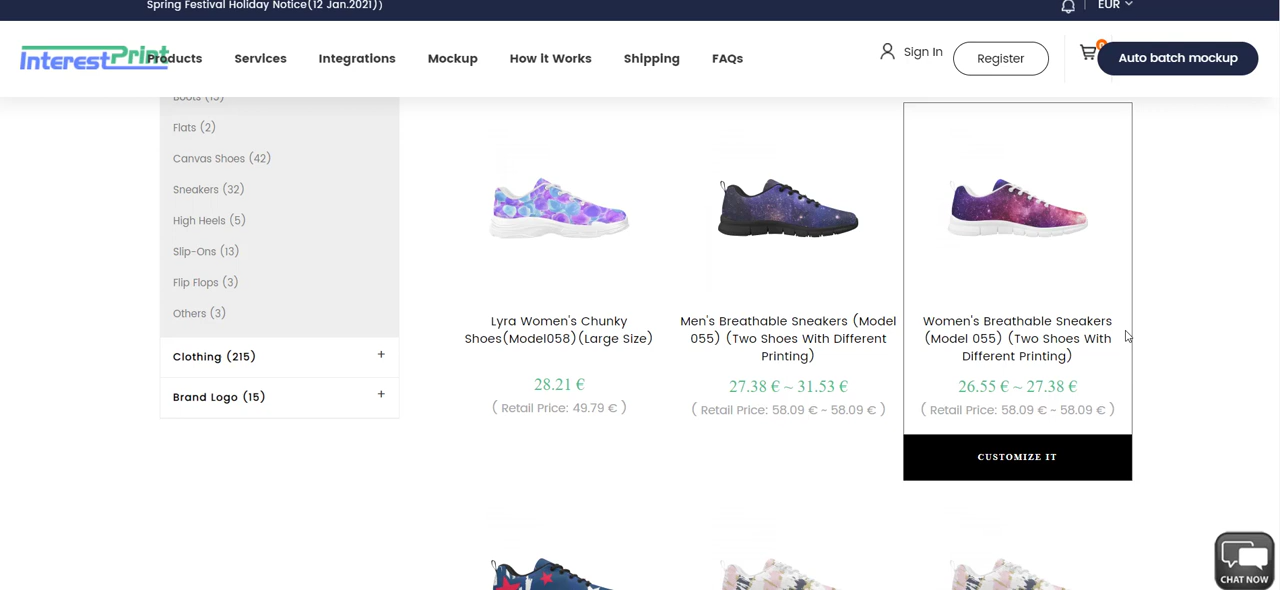 Spring Festival Holiday Notice(12 Jan.2021))
EUR
InterestPrint
Products
Services
Integrations
Mockup
How it Works
Shipping
FAQs
Sign In
Register
0
Auto batch mockup
Boots (15)
Flats (2)
Canvas Shoes (42)
Sneakers (32)
High Heels (5)
Slip-Ons (13)
Flip Flops (3)
Others (3)
Clothing (215)
+
Brand Logo (15)
+
Lyra Women's Chunky
Shoes(Model058)(Large Size)
28.21 €
( Retail Price: 49.79 € )
Men's Breathable Sneakers (Model
055) (Two Shoes With Different
Printing)
27.38 € ~ 31.53 €
( Retail Price: 58.09 € ~ 58.09 € )
Women's Breathable Sneakers
(Model 055) (Two Shoes With
Different Printing)
26.55 € ~ 27.38 €
( Retail Price: 58.09 € ~ 58.09 € )
CUSTOMIZE IT
CHAT NOW